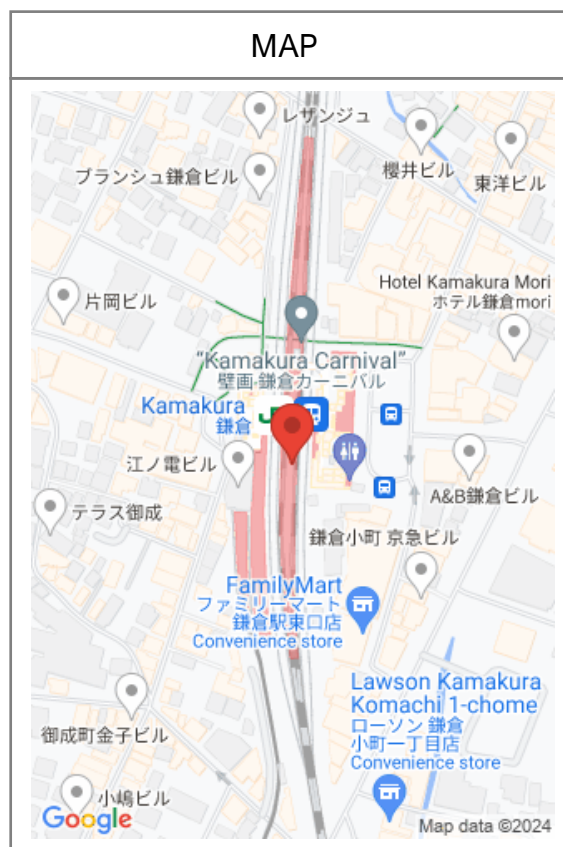 MAP
レザンジュ
ブランシュ鎌倉ビル
櫻井ビル
東洋ビル
片岡ビル
Hotel Kamakura Mori
ホテル鎌倉mori
“Kamakura Carnival”
壁画 鎌倉カーニバル
Kamakura
鎌倉
江ノ電ビル
A&B鎌倉ビル
テラス御成
鎌倉小町 京急ビル
FamilyMart
ファミリーマート
鎌倉駅東口店
Convenience store
Lawson Kamakura
Komachi 1-chome
ローソン 鎌倉
小町一丁目店
Convenience store
御成町金子ビル
小嶋ビル
Google
Map data ©2024